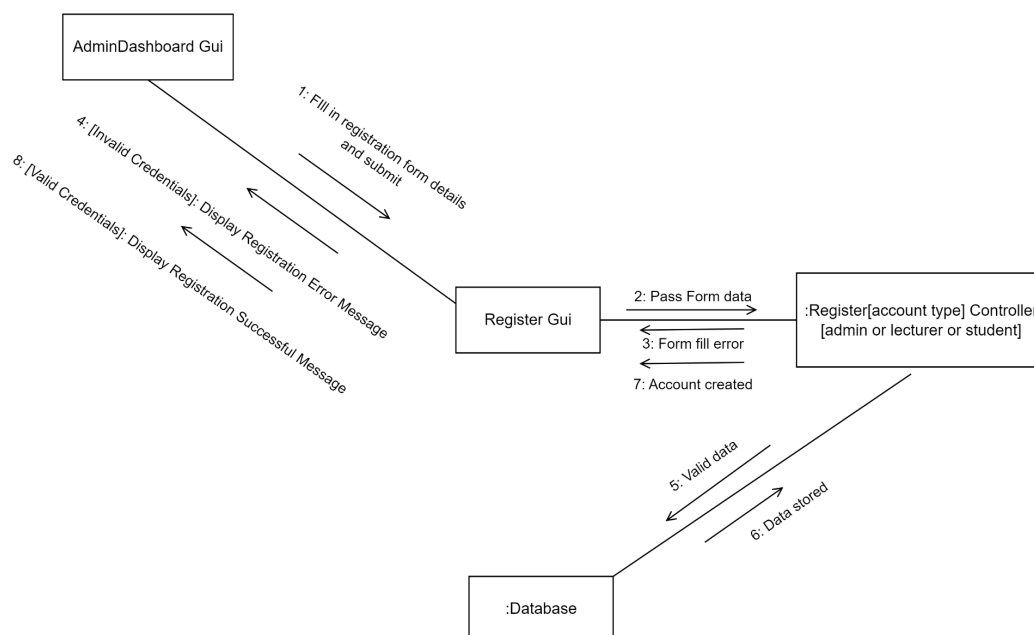 AdminDashboard Gui
1: FIll in registration form details
and submit
4: [Invalid Credentials]: Display Registration Error Message
8: [Valid Credentials]: Display Registration Successful Message
Register Gui
2: Pass Form data
3: Form fill error
7: Account created
:Register[account type] Controller
[admin or lecturer or student]
5: Valid data
6: Data stored
:Database